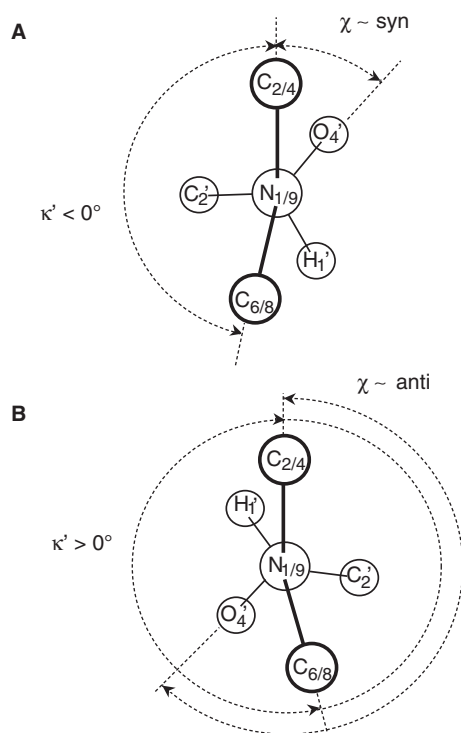 A
χ ~ syn
C2/4
O4'
C2'
N1/9
κ' < 0°
H1'
C6/8
χ ~ anti
B
C2/4
H1'
κ' > 0°
N1/9
C2'
O4'
C6/8